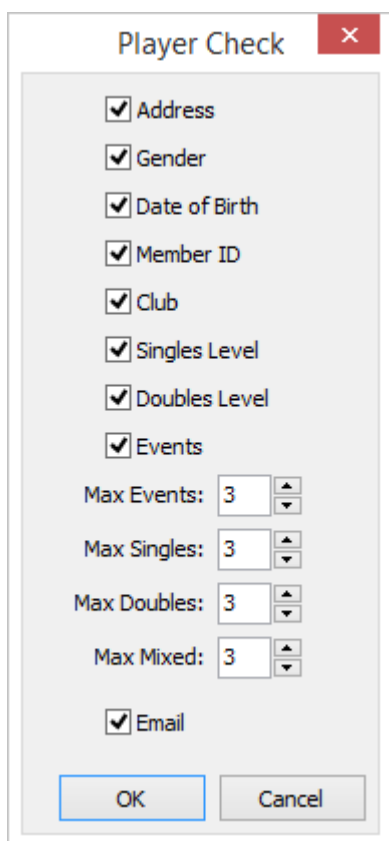 Player Check
Address
Gender
Date of Birth
Member ID
Club
Singles Level
Doubles Level
Events
Max Events: 3
Max Singles: 3
Max Doubles: 3
Max Mixed: 3
Email
OK Cancel